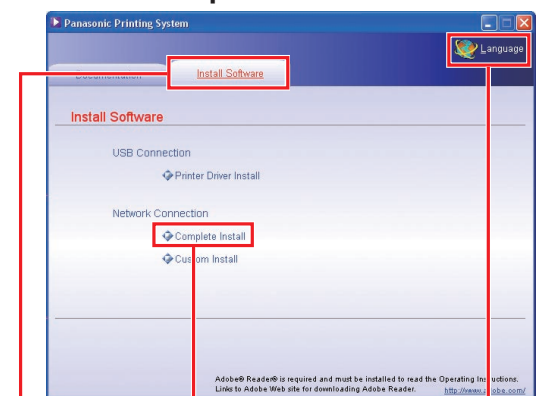 Panasonic Printing System
Language
Documentation
Install Software
Install Software
USB Connection
Printer Driver Install
Network Connection
Complete Install
Custom Install
Adobe® Reader® is required and must be installed to read the Operating Instructions.
Links to Adobe Web site for downloading Adobe Reader.
http://www.adobe.com/